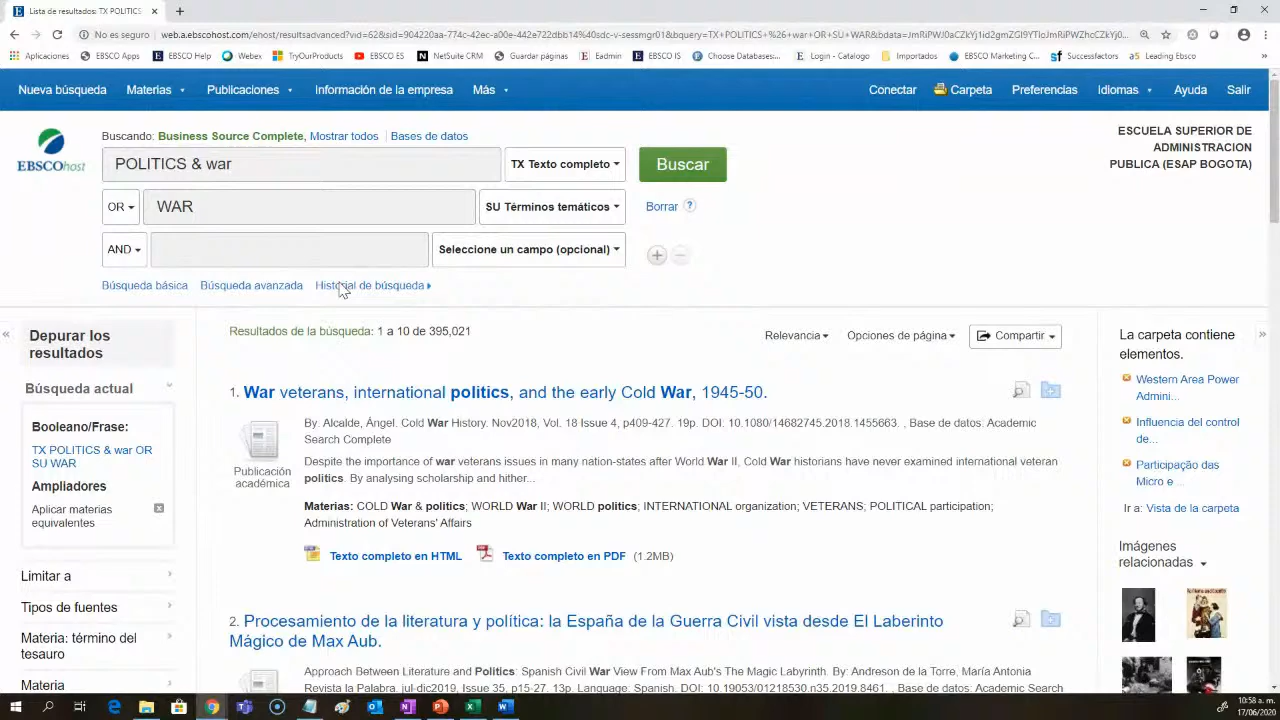 Lista de resultados: TX POLITICS
No es seguro | web.a.ebscohost.com/ehost/resultsadvanced?vid=62&sid=904220aa-774c-42ec-a00e-442e722dbb14%40sdc-v-sessmgr01&bquery=TX+POLITICS+%26+war+OR+SU+WAR&bdata=
Aplicaciones EBSCO Apps EBSCO Help Webex TryOurProducts EBSCO ES NetSuite CRM Guardar páginas Eadmin EBSCO IS Choose Databases:... Login - Catalogo Importados EBSCO Marketing C... Successfactors Leading Ebsco
Nueva búsqueda Materias Publicaciones Información de la empresa Más Conectar Carpeta Preferencias Idiomas Ayuda Salir
Buscando: Business Source Complete, Mostrar todos | Bases de datos
ESCUELA SUPERIOR DE
ADMINISTRACION
PUBLICA (ESAP BOGOTA)
EBSCOhost
POLITICS & war TX Texto completo Buscar
OR WAR SU Términos temáticos Borrar ?
AND Seleccione un campo (opcional)
Búsqueda básica Búsqueda avanzada Historial de búsqueda
Depurar los
resultados
Búsqueda actual
Booleano/Frase:
TX POLITICS & war OR
SU WAR
Ampliadores
Aplicar materias
equivalentes
Limitar a
Tipos de fuentes
Materia: término del
tesauro
Materia
Resultados de la búsqueda: 1 a 10 de 395,021
Relevancia Opciones de página Compartir
1. War veterans, international politics, and the early Cold War, 1945-50.
Publicación
académica
By: Alcalde, Ángel. Cold War History. Nov2018, Vol. 18 Issue 4, p409-427. 19p. DOI: 10.1080/14682745.2018.1455663. , Base de datos: Academic
Search Complete
Despite the importance of war veterans issues in many nation-states after World War II, Cold War historians have never examined international veteran
politics. By analysing scholarship and hither...
Materias: COLD War & politics; WORLD War II; WORLD politics; INTERNATIONAL organization; VETERANS; POLITICAL participation;
Administration of Veterans' Affairs
Texto completo en HTML Texto completo en PDF (1.2MB)
2. Procesamiento de la literatura y política: la España de la Guerra Civil vista desde El Laberinto
Mágico de Max Aub.
Approach Between Literature and Politics: Spanish Civil War View From Max Aub's The Magic Labyrinth. By: Andreson de la Torre, María Antonia
Revista la Palabra. jul-dic2019, Issue 35, p15-27. 13p. Language: Spanish. DOI: 10.19053/01218530.n35.2019.8461. , Base de datos: Academic Search
La carpeta contiene
elementos.
Western Area Power
Admini...
Influencia del control
de...
Participação das
Micro e ...
Ir a: Vista de la carpeta
Imágenes
relacionadas
10:58 a. m.
17/06/2020